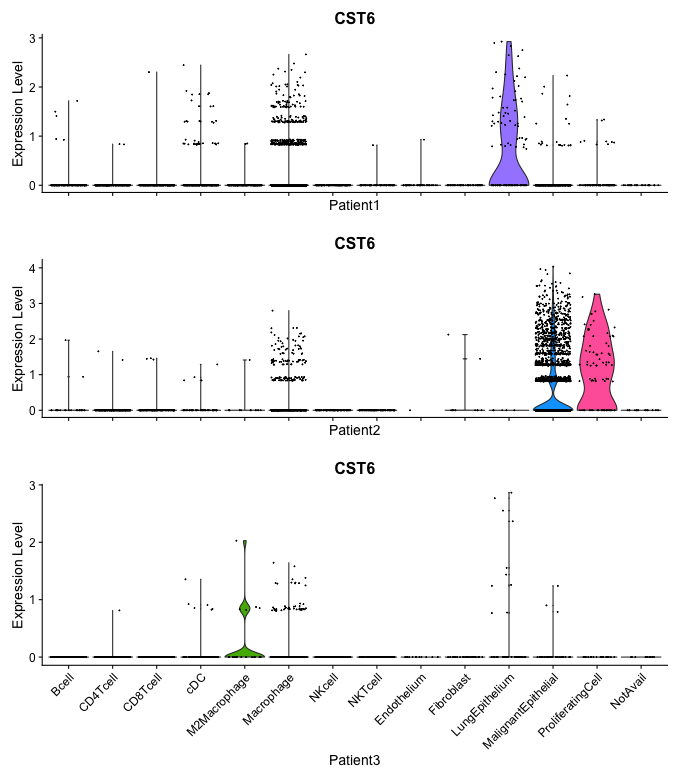 CST6
Expression Level
3
2
1
0
Patient1
CST6
Expression Level
4
3
2
1
0
Patient2
CST6
Expression Level
3
2
1
0
Bcell
CD4Tcell
CD8Tcell
cDC
M2Macrophage
Macrophage
NKcell
NKTcell
Endothelium
Fibroblast
LungEpithelium
MalignantEpithelial
ProliferatingCell
NotAvail
Patient3